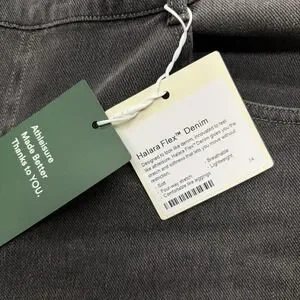 Athleisure
Made Better
Thanks to YOU.
Halara Flex™ Denim
Designed to look like denim, innovated to feel
like athleisure, Halara Flex™ Denim gives you the
stretch and softness that lets you move without
restriction.
· Soft · Breathable
· Four-way stretch · Lightweight
· Comfortable like leggings